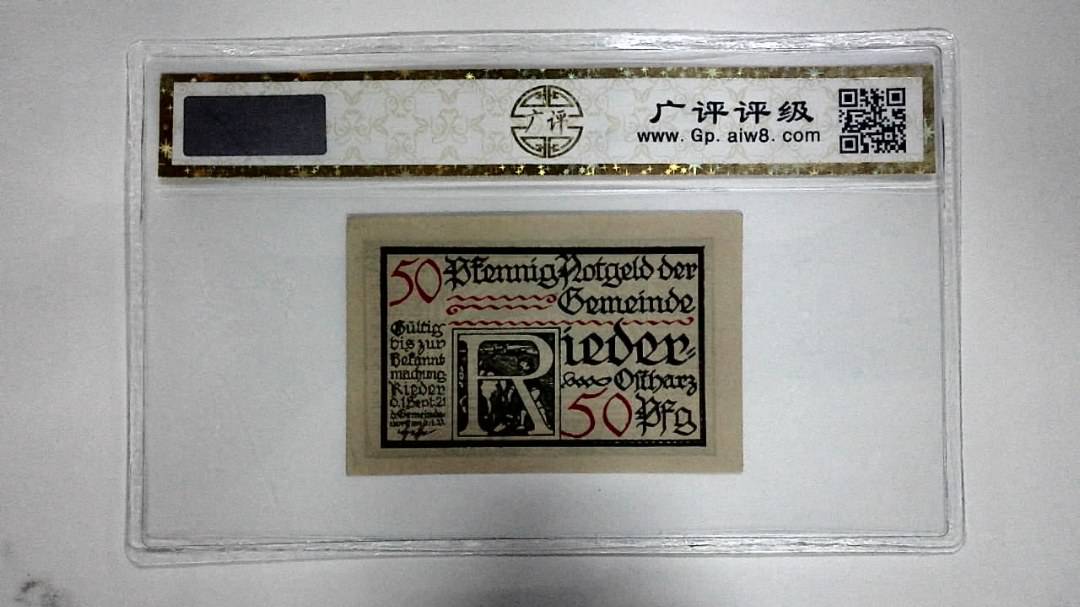 广评
广评评级
www.Gp.aiw8.com
50 Pfennig Notgeld der
Gemeinde
Rieder-
Ostharz
50 Pfg
Gültig
bis zur
Bekannt
machung
Rieder
d. 1. Sept. 21